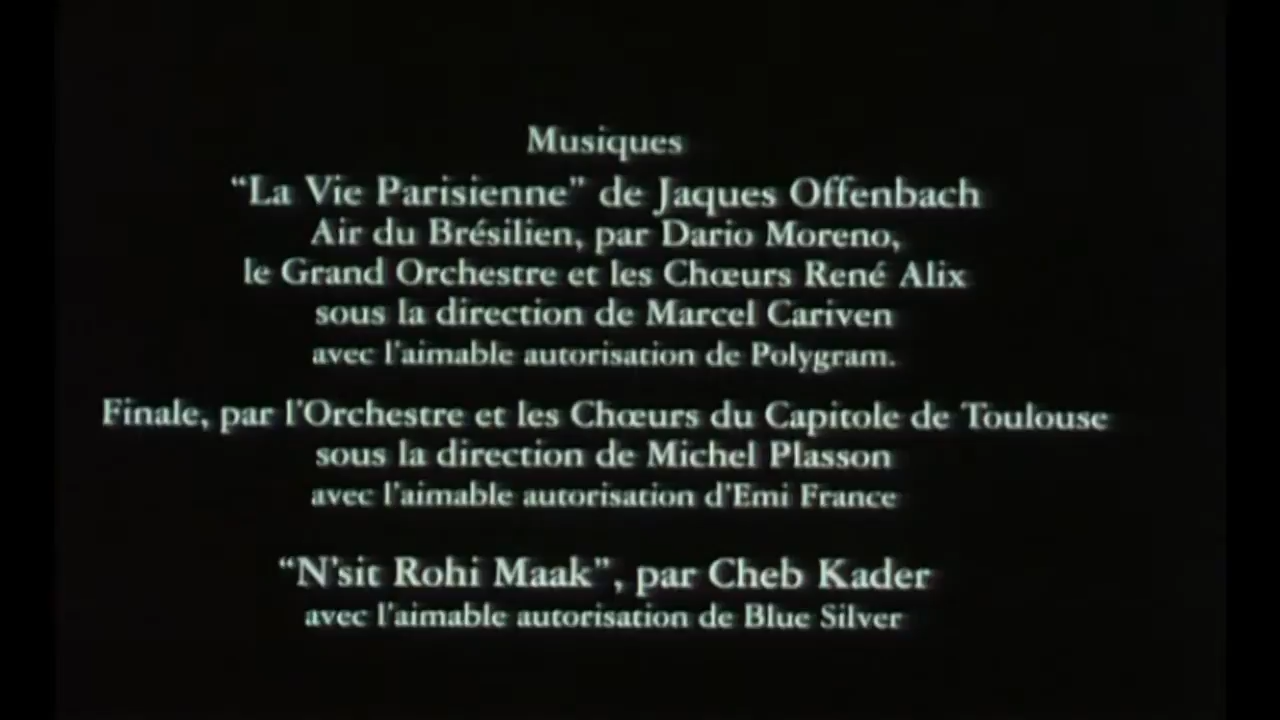 Musiques
“La Vie Parisienne” de Jaques Offenbach
Air du Brésilien, par Dario Moreno,
le Grand Orchestre et les Chœurs René Alix
sous la direction de Marcel Cariven
avec l'aimable autorisation de Polygram.
Finale, par l'Orchestre et les Chœurs du Capitole de Toulouse
sous la direction de Michel Plasson
avec l'aimable autorisation d'Emi France
“N'sit Rohi Maak”, par Cheb Kader
avec l'aimable autorisation de Blue Silver